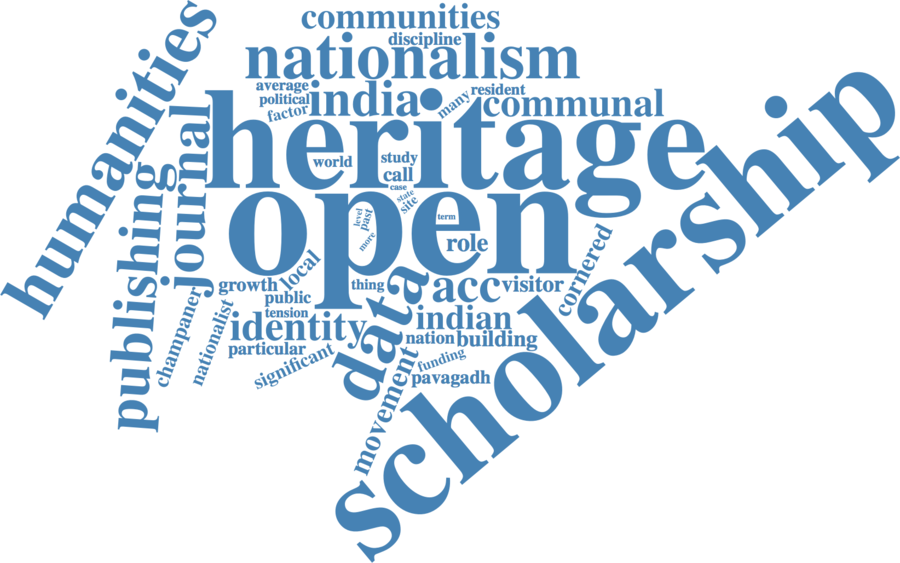 communities
discipline
nationalism
humanities
average
political
factor
india
many
resident
communal
heritage
world
study
call
case
state
site
scholarship
journal
publishing
open
level
past
more
term
role
cornered
growth
local
public
tension
thing
data
acc
visitor
champaner
nationalist
identity
particular
significant
indian
nation
building
funding
pavagadh
movement